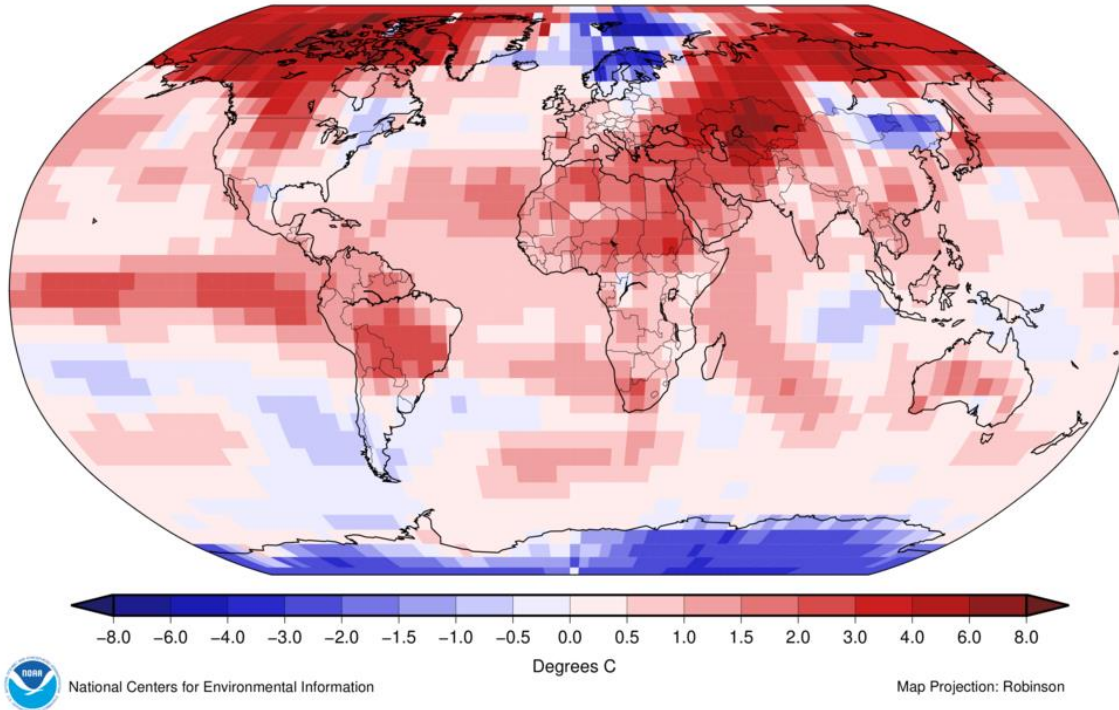 −8.0 −6.0 −4.0 −3.0 −2.0 −1.5 −1.0 −0.5 0.0 0.5 1.0 1.5 2.0 3.0 4.0 6.0 8.0
Degrees C
NOAA
National Centers for Environmental Information
Map Projection: Robinson